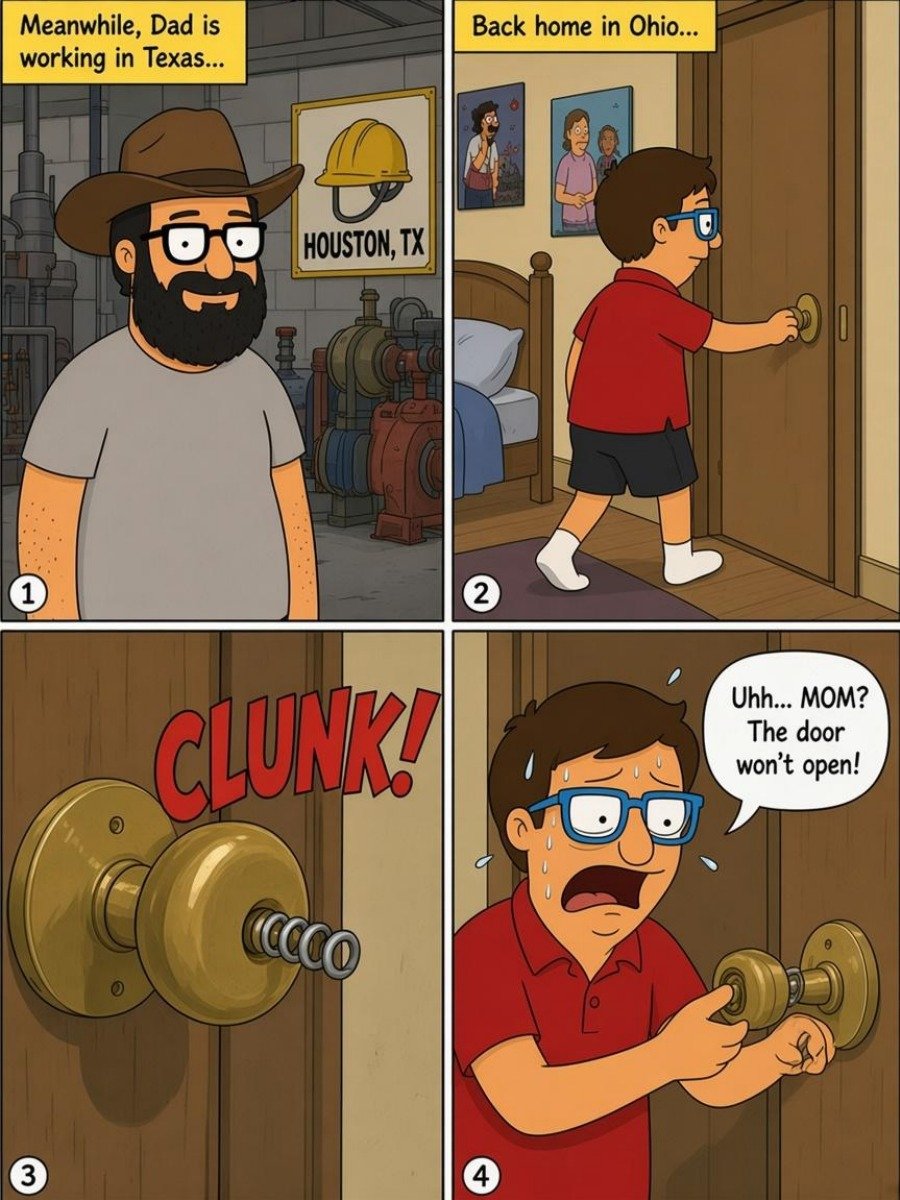 Meanwhile, Dad is
working in Texas...
HOUSTON, TX
1
Back home in Ohio...
2
CLUNK!
3
Uhh... MOM?
The door
won't open!
4